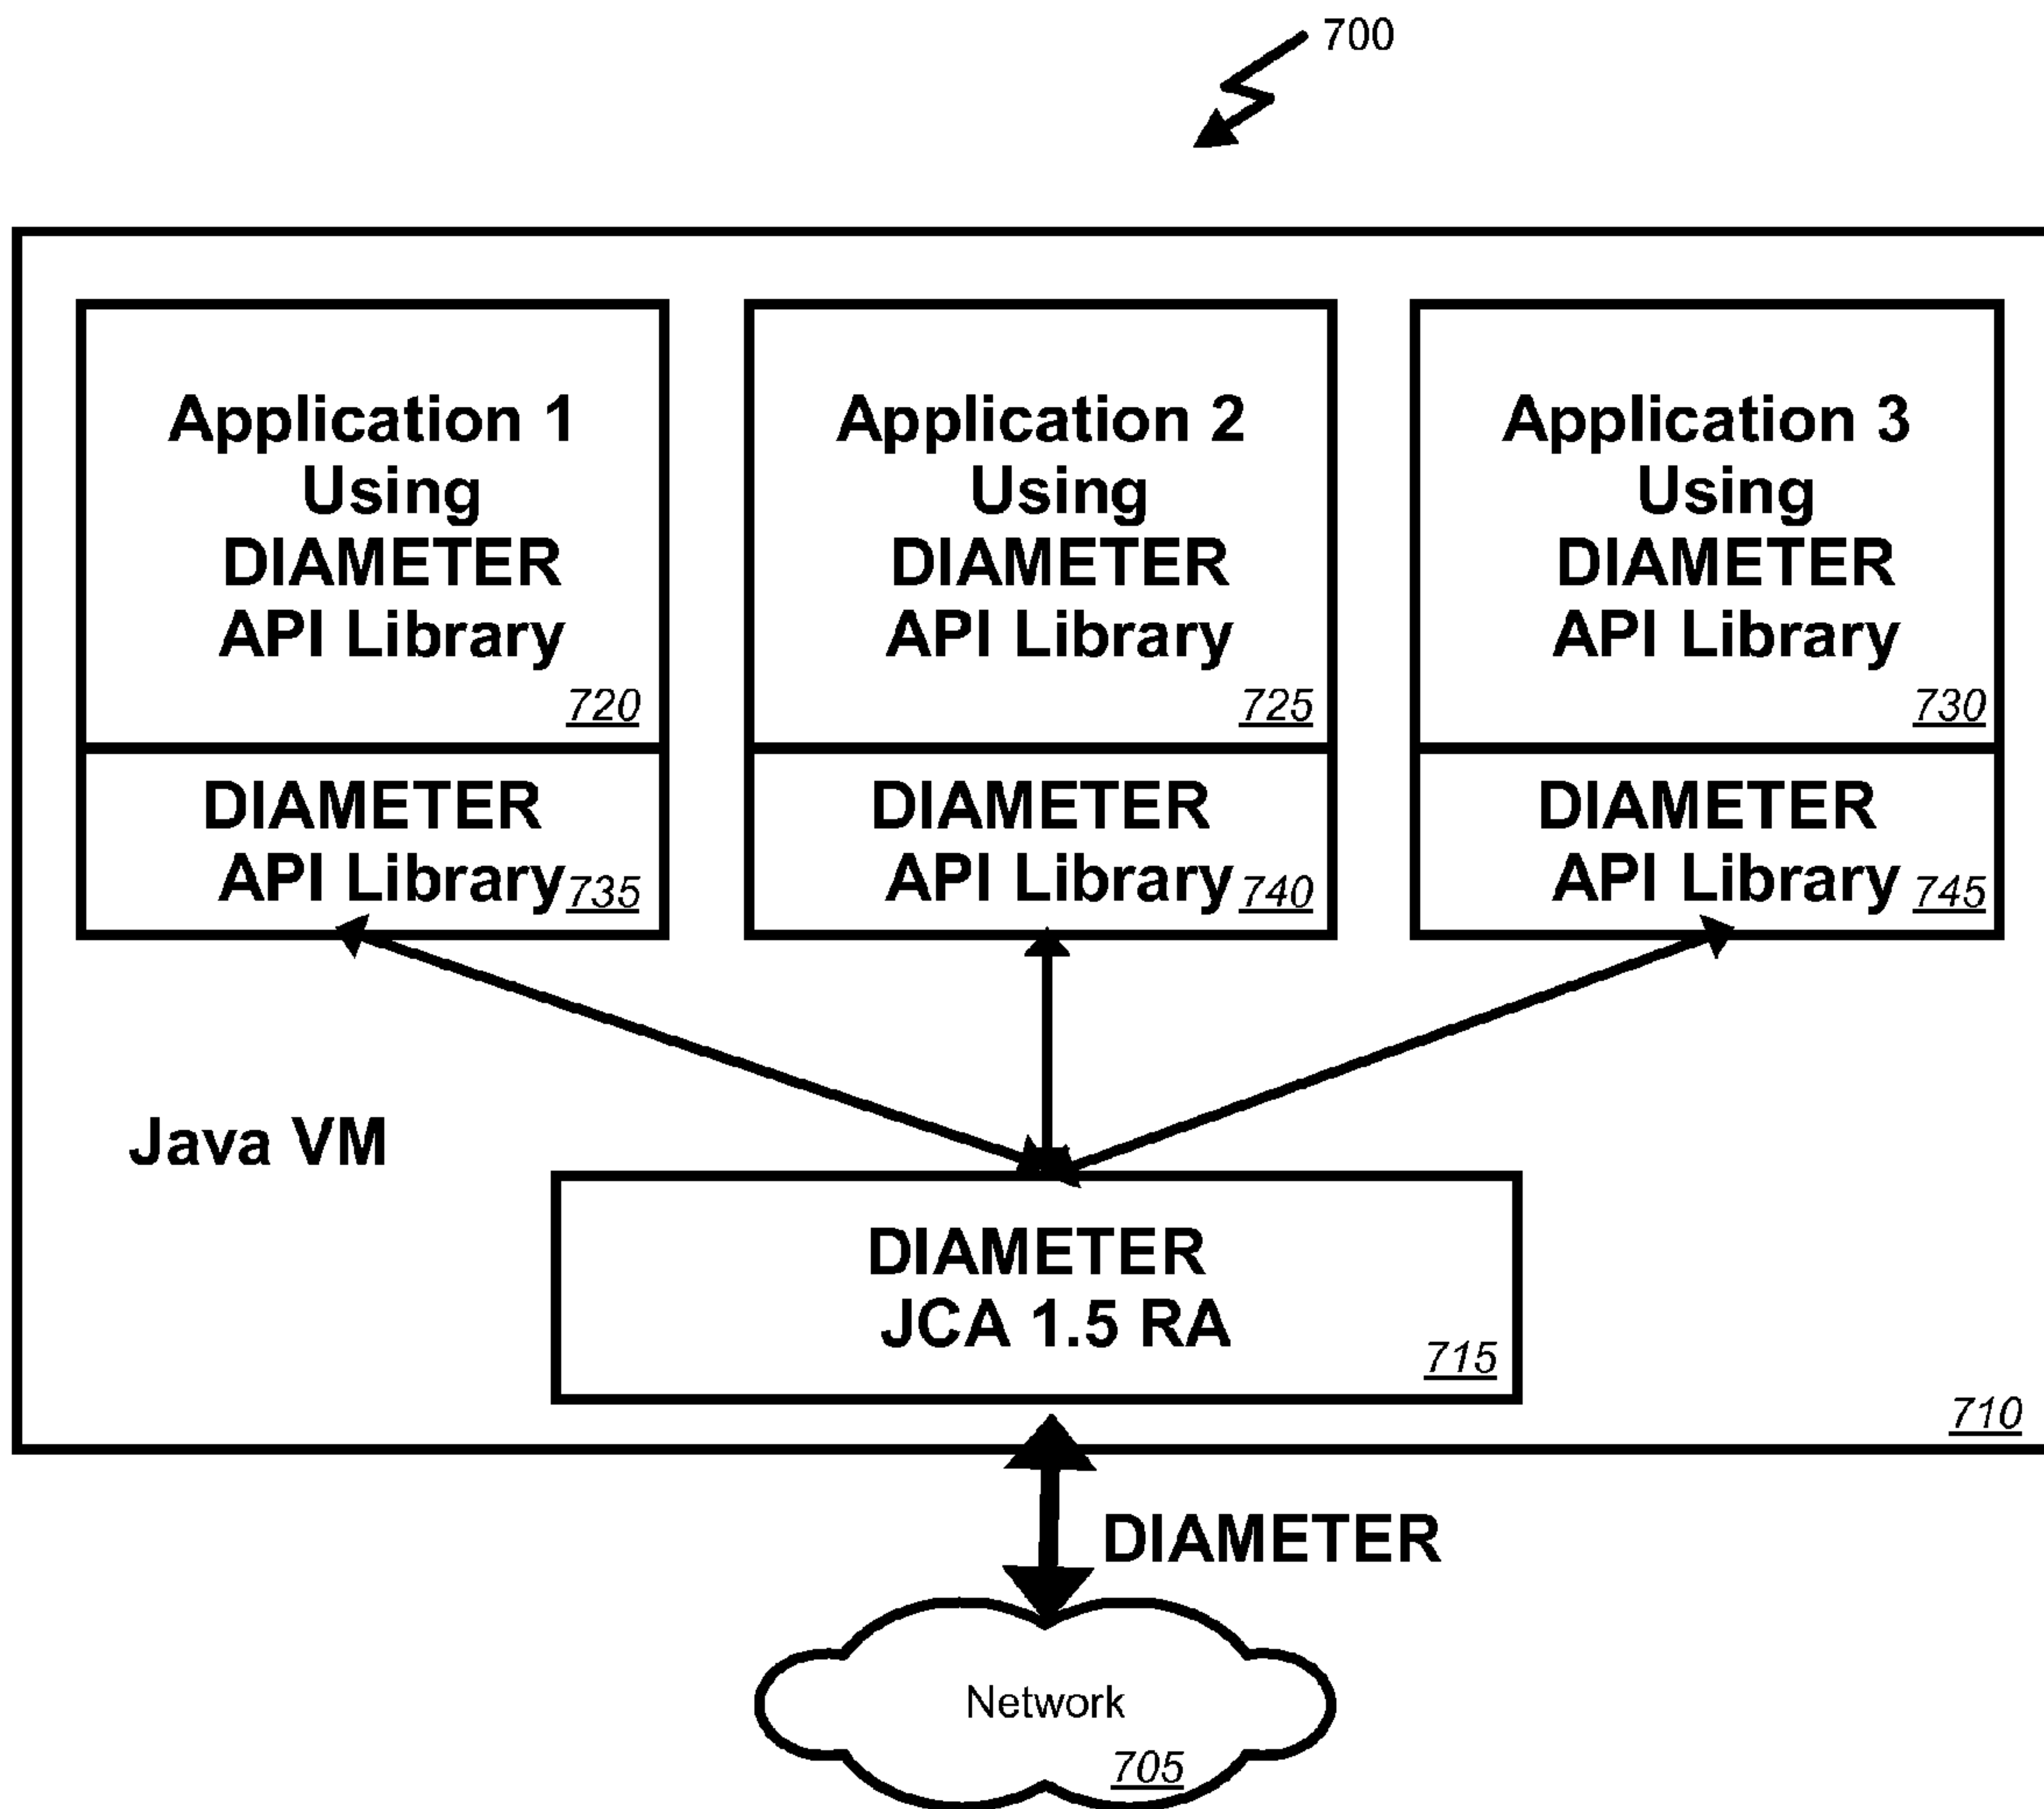 700
Application 1
Using
DIAMETER
API Library
720
DIAMETER
API Library
735
Application 2
Using
DIAMETER
API Library
725
DIAMETER
API Library
740
Application 3
Using
DIAMETER
API Library
730
DIAMETER
API Library
745
Java VM
DIAMETER
JCA 1.5 RA
715
710
DIAMETER
Network
705